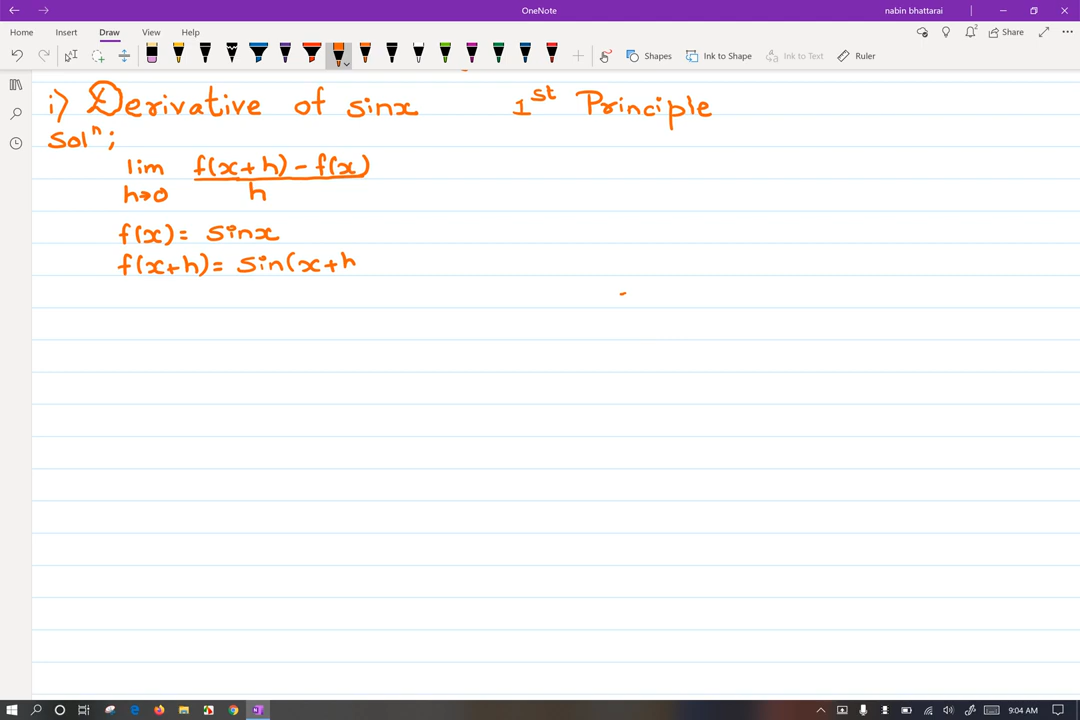 OneNote
nabin bhattarai
Home Insert Draw View Help
Share
Shapes Ink to Shape Ink to Text Ruler
i) Derivative of sinx 1st Principle
Solⁿ;
lim f(x+h) - f(x)
h→0 h
f(x) = sinx
f(x+h) = sin(x+h
9:04 AM